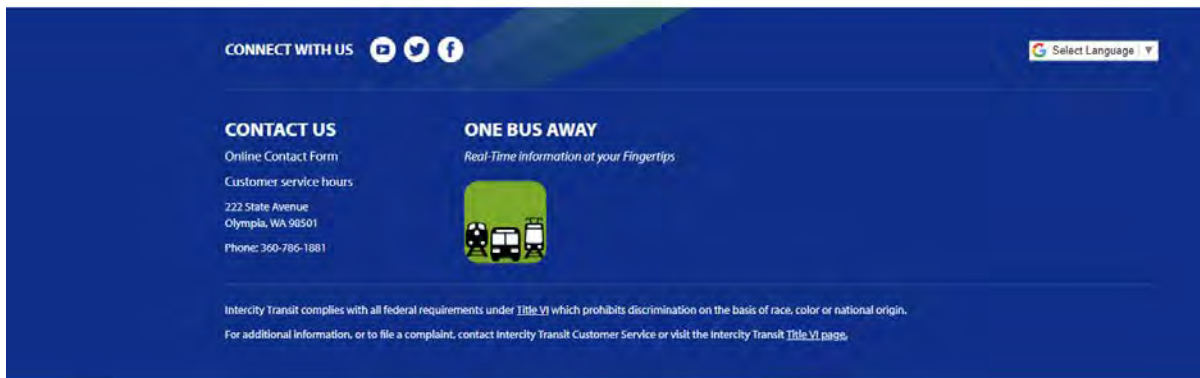 CONNECT WITH US
Select Language ▼
CONTACT US
Online Contact Form
Customer service hours
222 State Avenue
Olympia, WA 98501
Phone: 360-786-1881
ONE BUS AWAY
Real-Time information at your Fingertips
Intercity Transit complies with all federal requirements under Title VI which prohibits discrimination on the basis of race, color or national origin.
For additional information, or to file a complaint, contact Intercity Transit Customer Service or visit the Intercity Transit Title VI page.